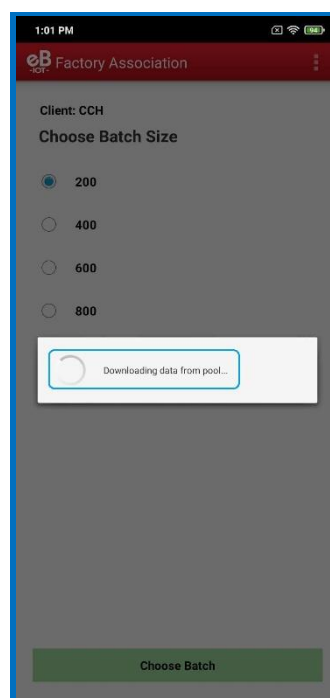 1:01 PM
94
eB
-IOT-
Factory Association
Client: CCH
Choose Batch Size
200
400
600
800
Downloading data from pool...
Choose Batch